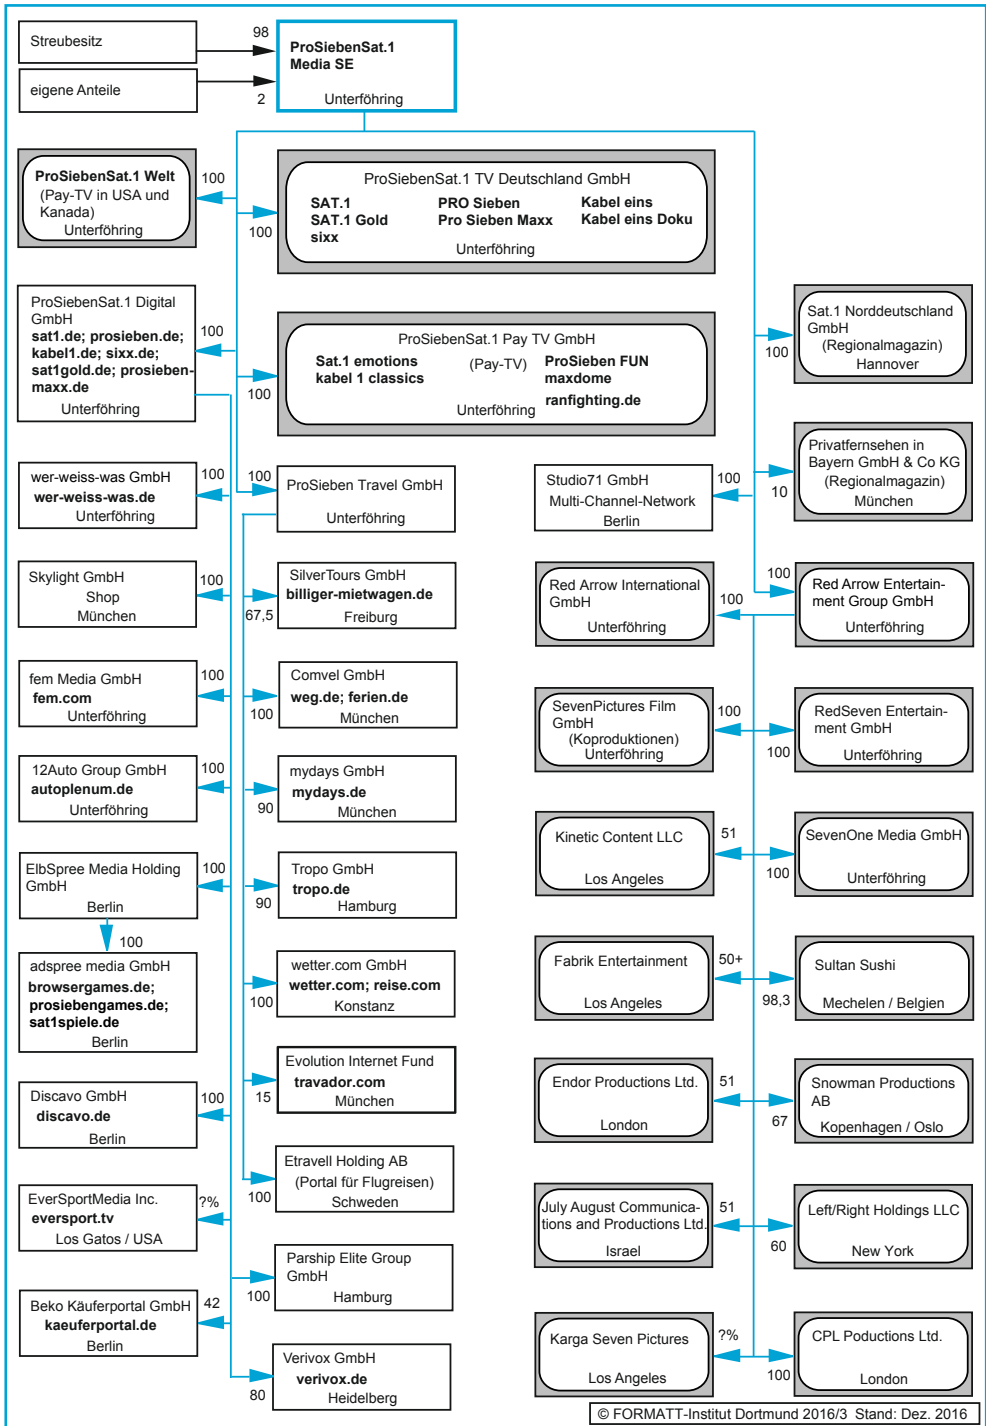 Streubesitz
98
ProSiebenSat.1
Media SE
Unterföhring
eigene Anteile
2
ProSiebenSat.1 Welt
(Pay-TV in USA und
Kanada)
Unterföhring
100
ProSiebenSat.1 TV Deutschland GmbH
SAT.1 PRO Sieben Kabel eins
SAT.1 Gold Pro Sieben Maxx Kabel eins Doku
sixx
Unterföhring
100
ProSiebenSat.1 Digital
GmbH
sat1.de; prosieben.de;
kabel1.de; sixx.de;
sat1gold.de; prosieben-
maxx.de
Unterföhring
100
ProSiebenSat.1 Pay TV GmbH
Sat.1 emotions (Pay-TV) ProSieben FUN
kabel 1 classics maxdome
ranfighting.de
Unterföhring
100
Sat.1 Norddeutschland
GmbH
(Regionalmagazin)
Hannover
100
Privatfernsehen in
Bayern GmbH & Co KG
(Regionalmagazin)
München
10
wer-weiss-was GmbH
wer-weiss-was.de
Unterföhring
100
100
ProSieben Travel GmbH
Unterföhring
Studio71 GmbH
Multi-Channel-Network
Berlin
100
Skylight GmbH
Shop
München
100
SilverTours GmbH
billiger-mietwagen.de
Freiburg
67,5
Red Arrow International
GmbH
Unterföhring
100
100
Red Arrow Entertain-
ment Group GmbH
Unterföhring
fem Media GmbH
fem.com
Unterföhring
100
Comvel GmbH
weg.de; ferien.de
München
100
SevenPictures Film
GmbH
(Koproduktionen)
Unterföhring
100
RedSeven Entertain-
ment GmbH
Unterföhring
100
12Auto Group GmbH
autoplenum.de
Unterföhring
100
mydays GmbH
mydays.de
München
90
Kinetic Content LLC
Los Angeles
51
SevenOne Media GmbH
Unterföhring
100
ElbSpree Media Holding
GmbH
Berlin
100
Tropo GmbH
tropo.de
Hamburg
90
100
adspree media GmbH
browsergames.de;
prosiebengames.de;
sat1spiele.de
Berlin
wetter.com GmbH
wetter.com; reise.com
Konstanz
100
Fabrik Entertainment
Los Angeles
50+
Sultan Sushi
Mechelen / Belgien
98,3
Discavo GmbH
discavo.de
Berlin
100
Evolution Internet Fund
travador.com
München
15
Endor Productions Ltd.
London
51
Snowman Productions
AB
Kopenhagen / Oslo
67
EverSportMedia Inc.
eversport.tv
Los Gatos / USA
?%
Etravell Holding AB
(Portal für Flugreisen)
Schweden
100
July August Communica-
tions and Productions Ltd.
Israel
51
Left/Right Holdings LLC
New York
60
Beko Käuferportal GmbH
kaeuferportal.de
Berlin
42
Parship Elite Group
GmbH
Hamburg
100
Verivox GmbH
verivox.de
Heidelberg
80
Karga Seven Pictures
Los Angeles
?%
CPL Poductions Ltd.
London
100
© FORMATT-Institut Dortmund 2016/3 Stand: Dez. 2016